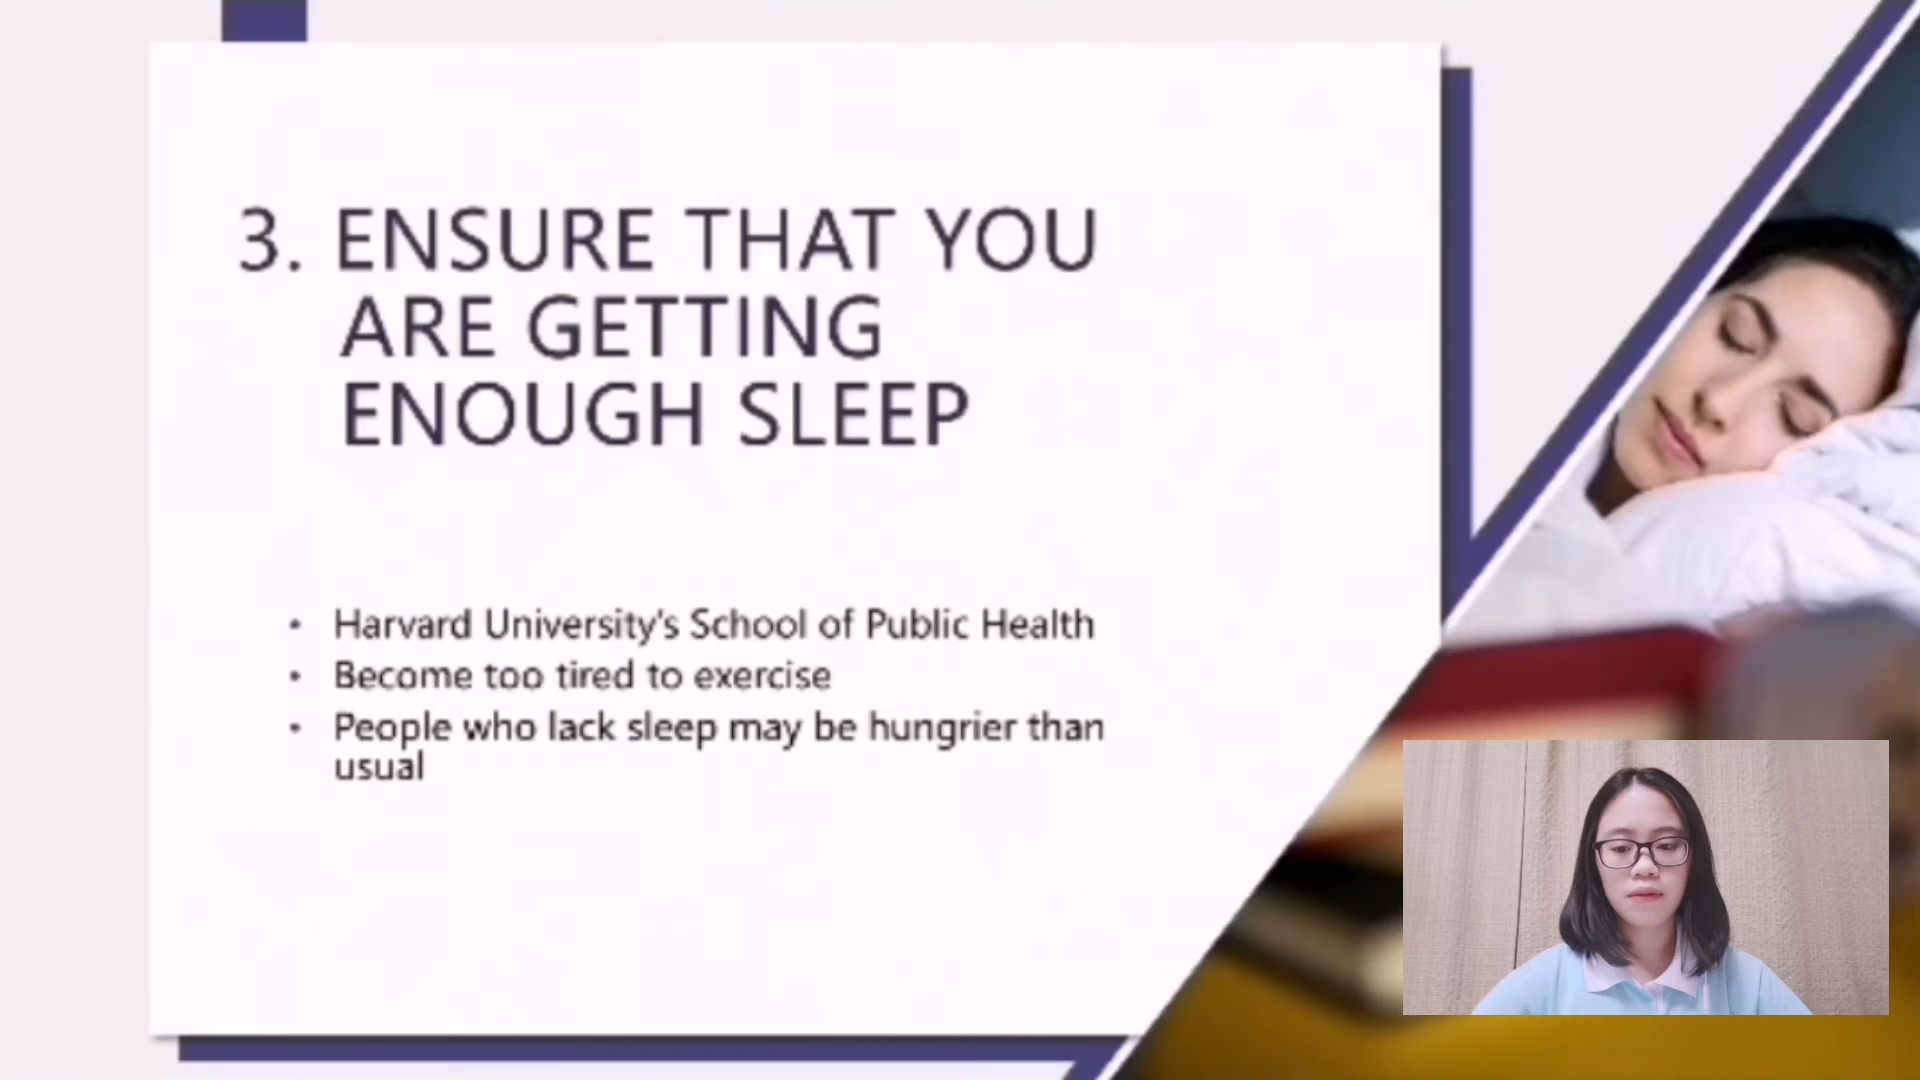 3. ENSURE THAT YOU
ARE GETTING
ENOUGH SLEEP
• Harvard University's School of Public Health
• Become too tired to exercise
• People who lack sleep may be hungrier than
usual